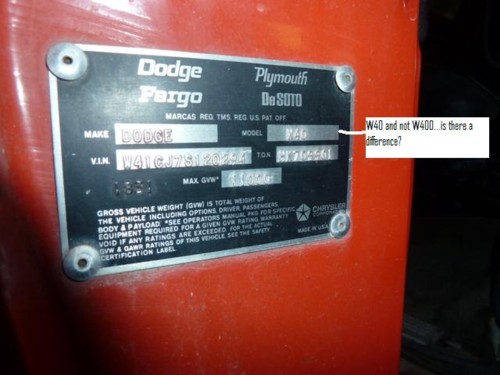 Dodge Plymouth
Fargo DeSOTO
MARCAS REG. TMS. REG. U.S. PAT. OFF
MAKE DODGE MODEL W40
V.I.N. T.O.N.
MAX. GVW*
GROSS VEHICLE WEIGHT (GVW) IS TOTAL WEIGHT OF
THE VEHICLE INCLUDING OPTIONS, DRIVER, PASSENGERS,
BODY & PAYLOAD *SEE OPERATORS MANUAL PKG FOR SPECIFIC
EQUIPMENT REQUIRED FOR A GIVEN GVW RATING. WARRANTY
VOID IF ANY RATINGS ARE EXCEEDED. FOR THE ACTUAL
GVW & GAWR RATINGS OF THIS VEHICLE, SEE THE SAFETY
CERTIFICATION LABEL.
CHRYSLER
CORPORATION
MADE IN U.S.A.
W40 and not W400...is there a
difference?